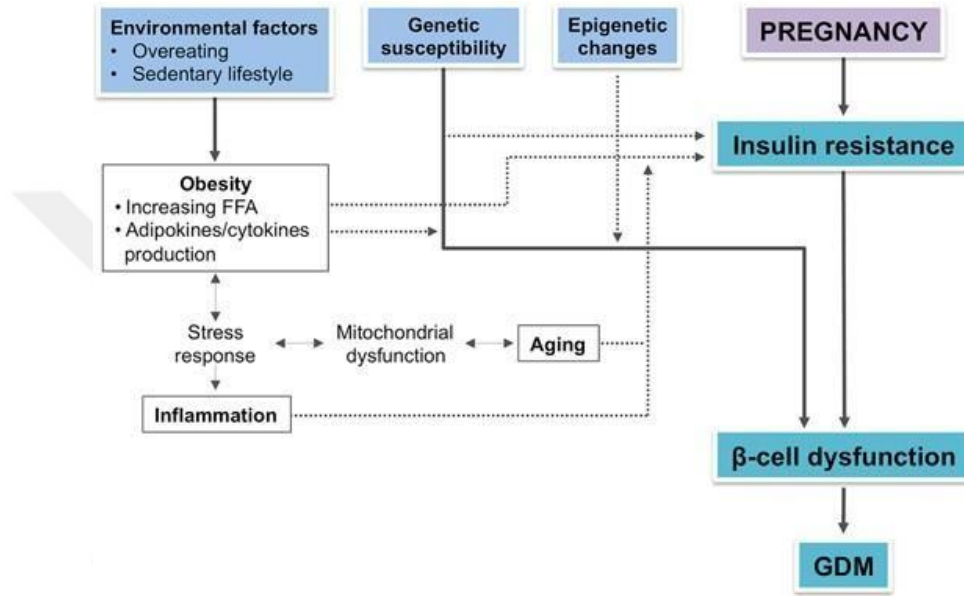 Environmental factors
• Overeating
• Sedentary lifestyle
Genetic
susceptibility
Epigenetic
changes
PREGNANCY
Insulin resistance
Obesity
• Increasing FFA
• Adipokines/cytokines
production
Stress
response
Mitochondrial
dysfunction
Aging
Inflammation
β-cell dysfunction
GDM